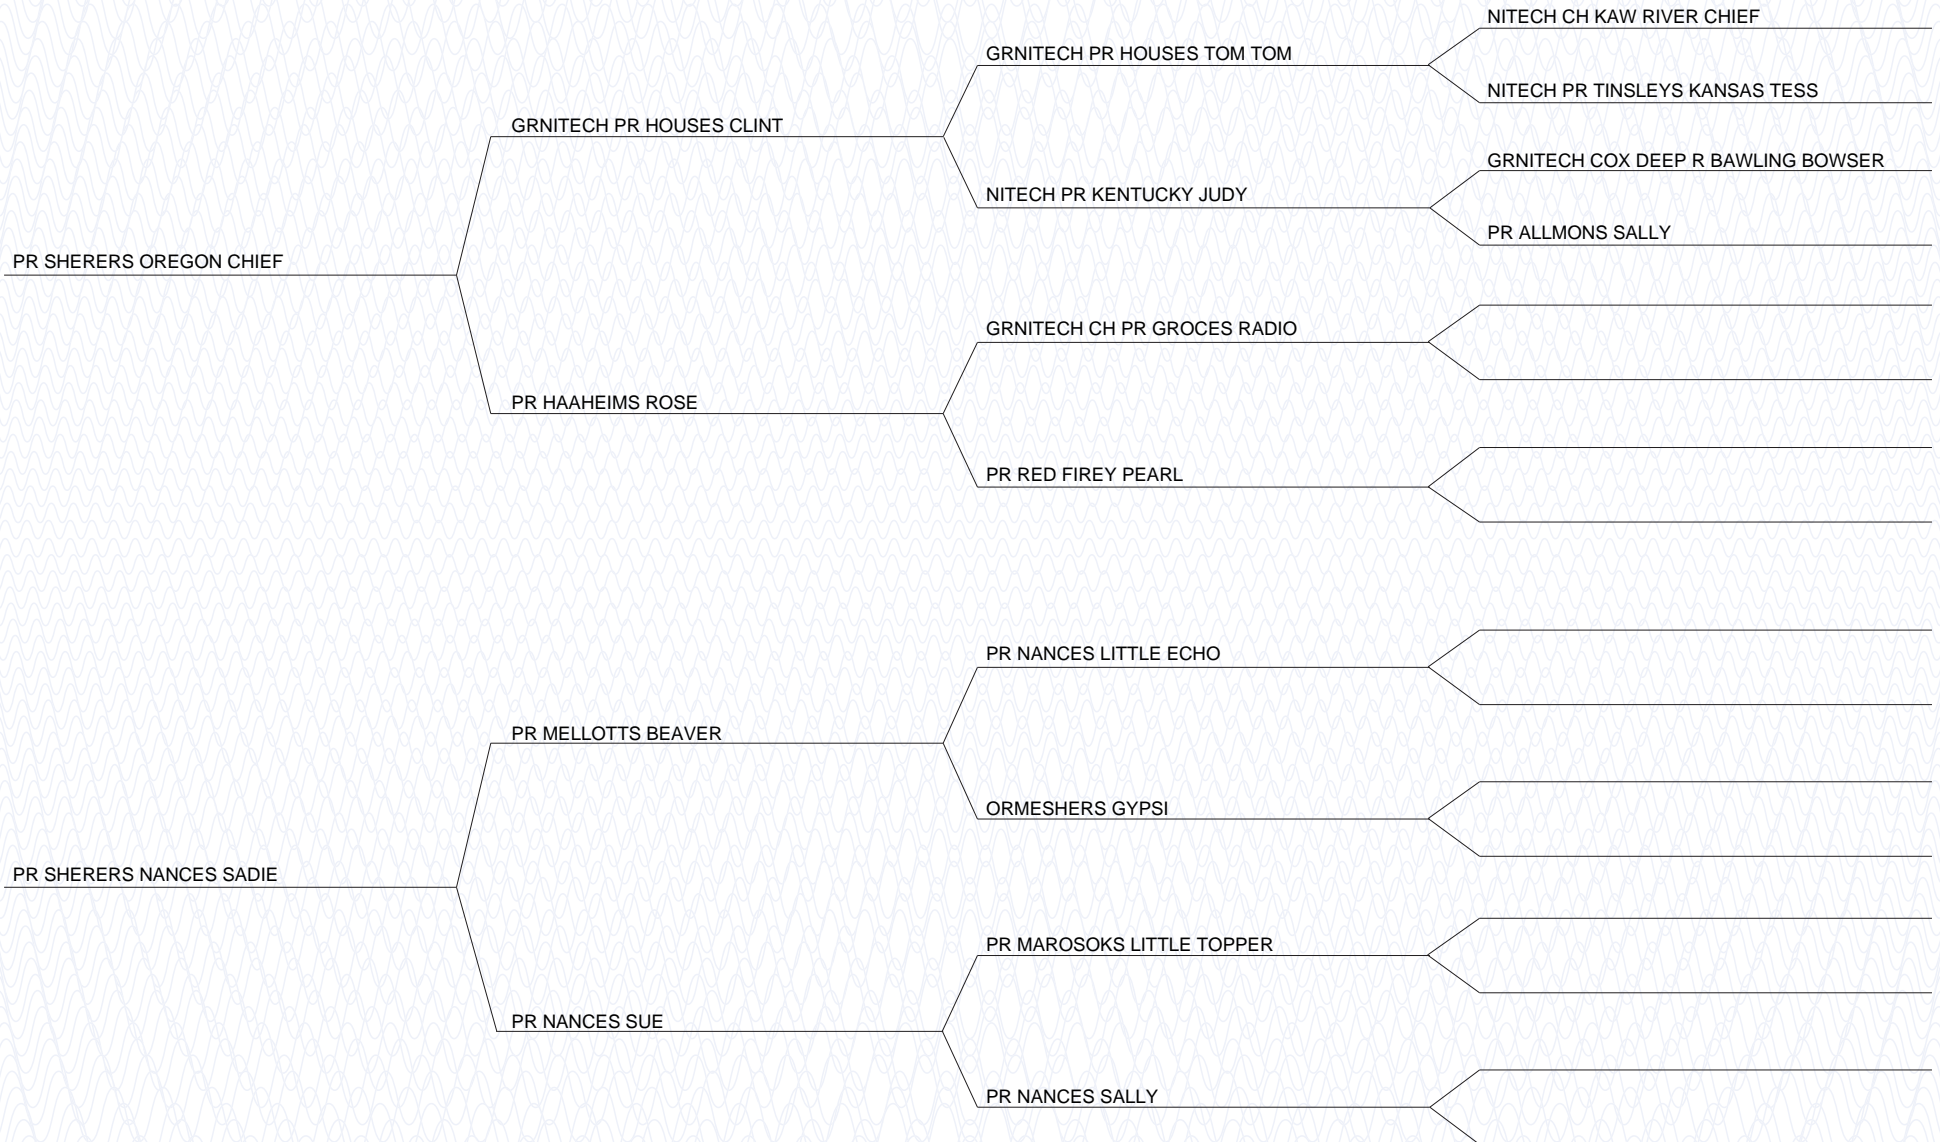 NITECH CH KAW RIVER CHIEF
GRNITECH PR HOUSES TOM TOM
NITECH PR TINSLEYS KANSAS TESS
GRNITECH PR HOUSES CLINT
GRNITECH COX DEEP R BAWLING BOWSER
NITECH PR KENTUCKY JUDY
PR ALLMONS SALLY
PR SHERERS OREGON CHIEF
GRNITECH CH PR GROCES RADIO
PR HAAHEIMS ROSE
PR RED FIREY PEARL
PR NANCES LITTLE ECHO
PR MELLOTTS BEAVER
ORMESHERS GYPSI
PR SHERERS NANCES SADIE
PR MAROSOKS LITTLE TOPPER
PR NANCES SUE
PR NANCES SALLY